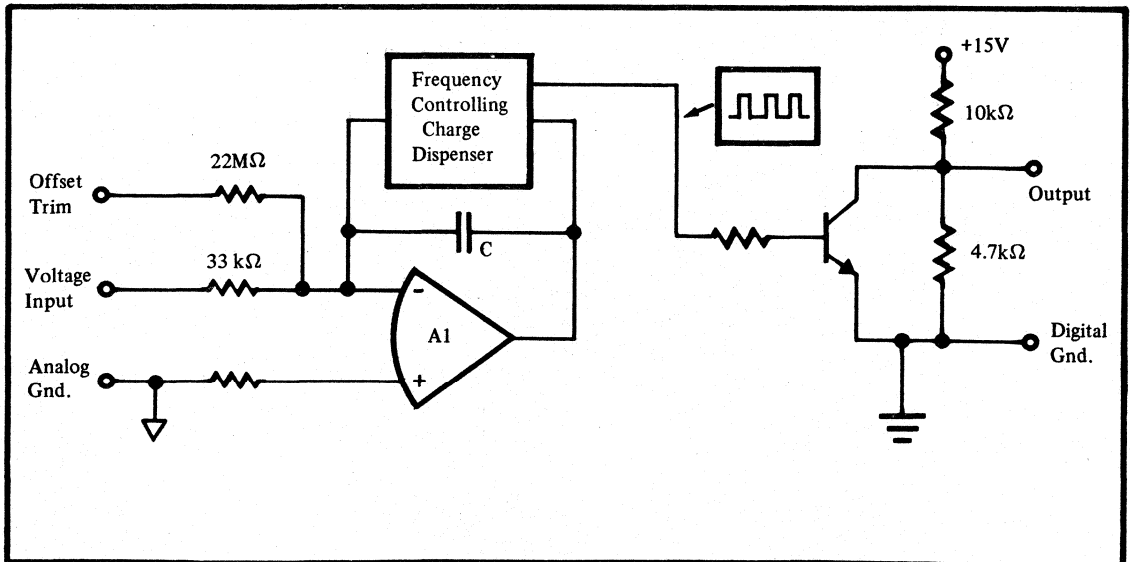 Frequency
Controlling
Charge
Dispenser
+15V
10kΩ
22MΩ
Offset
Trim
Output
C
33 kΩ
Voltage
Input
4.7kΩ
-
A1
+
Analog
Gnd.
Digital
Gnd.